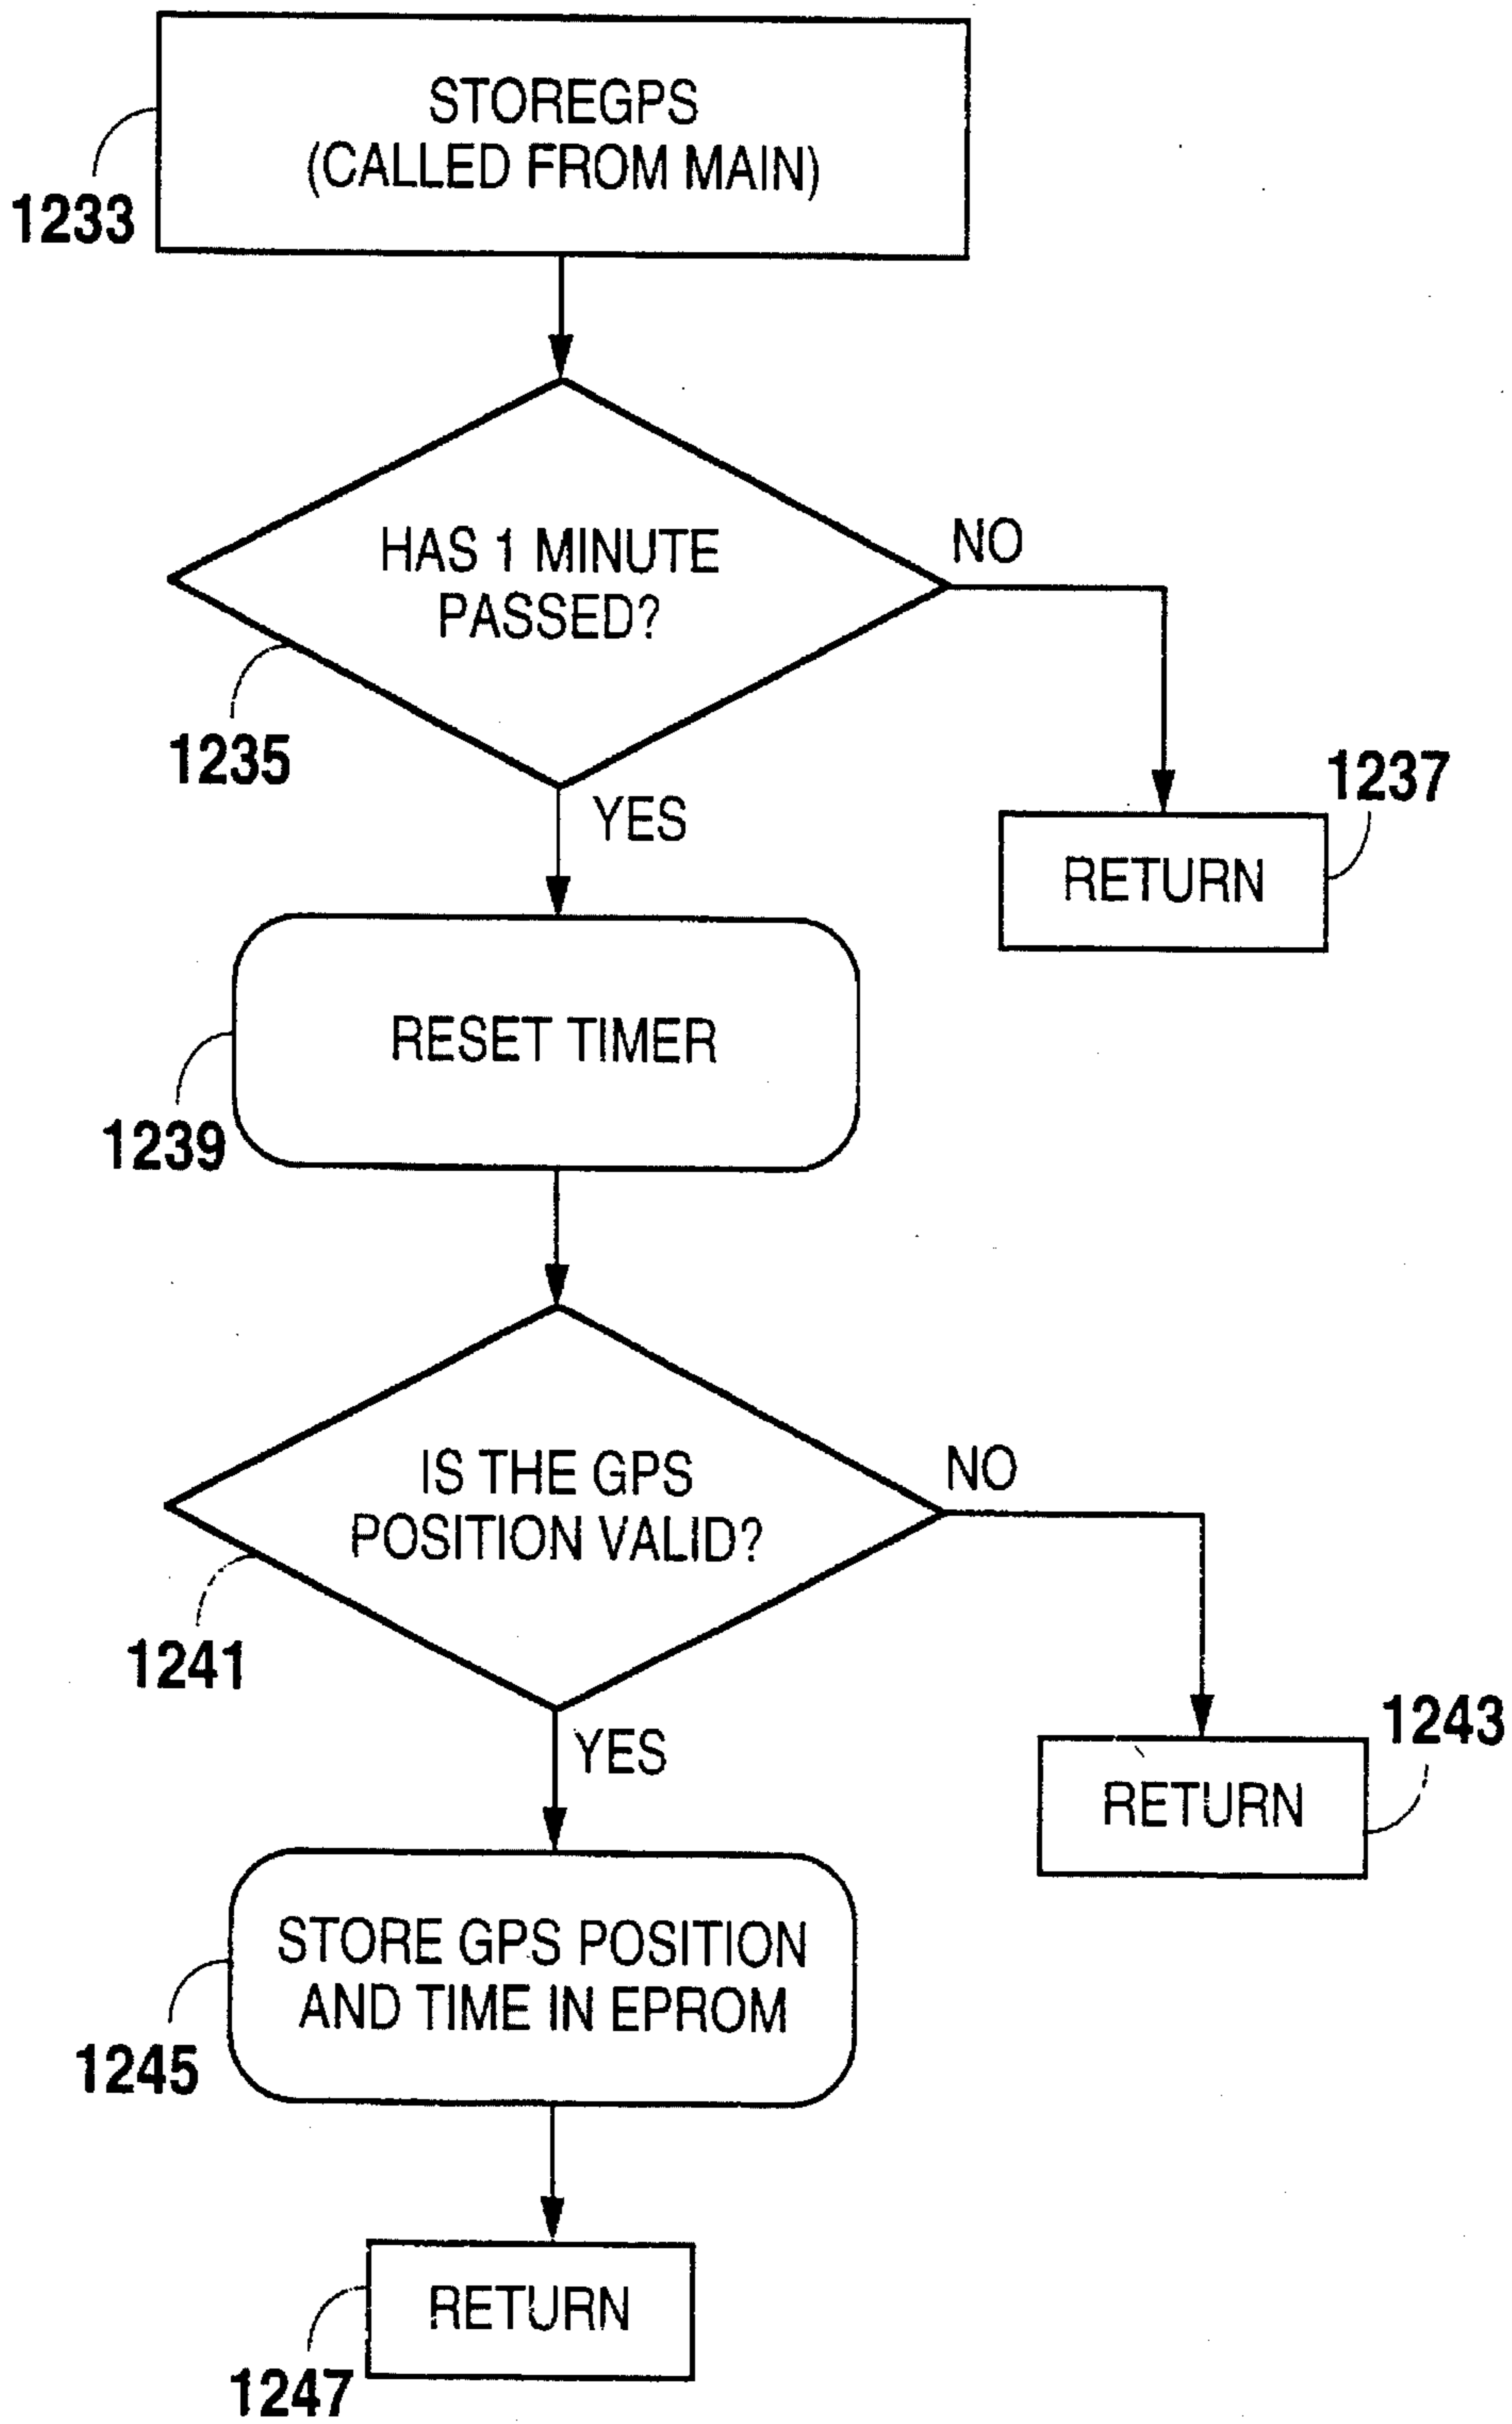 STOREGPS
(CALLED FROM MAIN)
1233
HAS 1 MINUTE
PASSED?
NO
1235
YES
1237
RETURN
RESET TIMER
1239
IS THE GPS
POSITION VALID?
NO
1241
YES
1243
RETURN
STORE GPS POSITION
AND TIME IN EPROM
1245
RETURN
1247